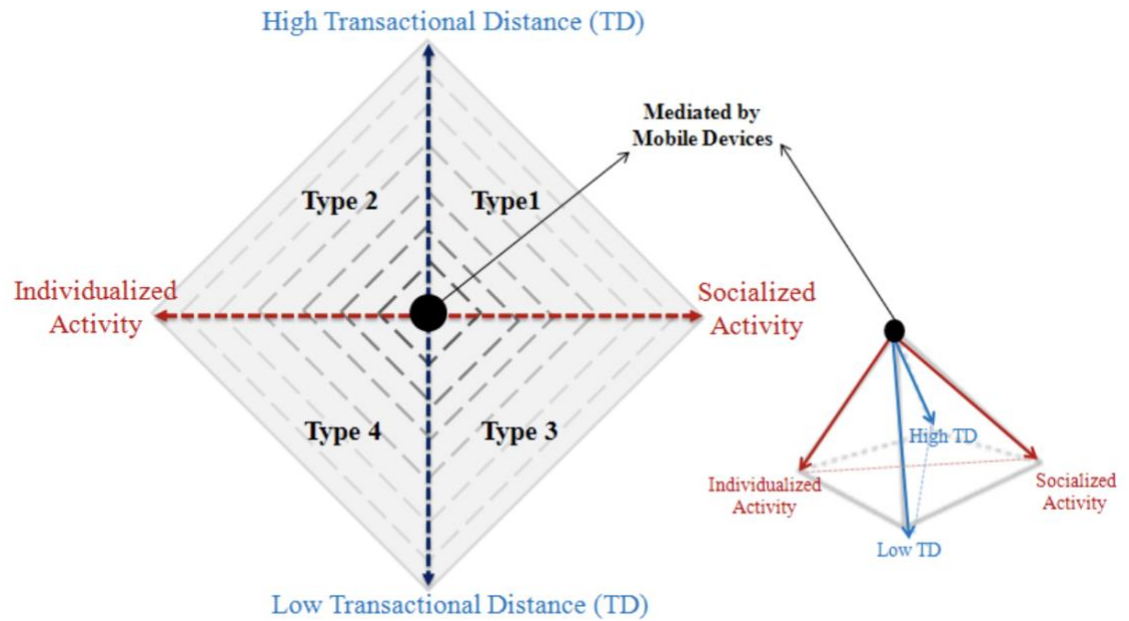 High Transactional Distance (TD)
Mediated by
Mobile Devices
Type 2
Type1
Individualized
Activity
Socialized
Activity
Type 4
Type 3
High TD
Individualized
Activity
Socialized
Activity
Low TD
Low Transactional Distance (TD)